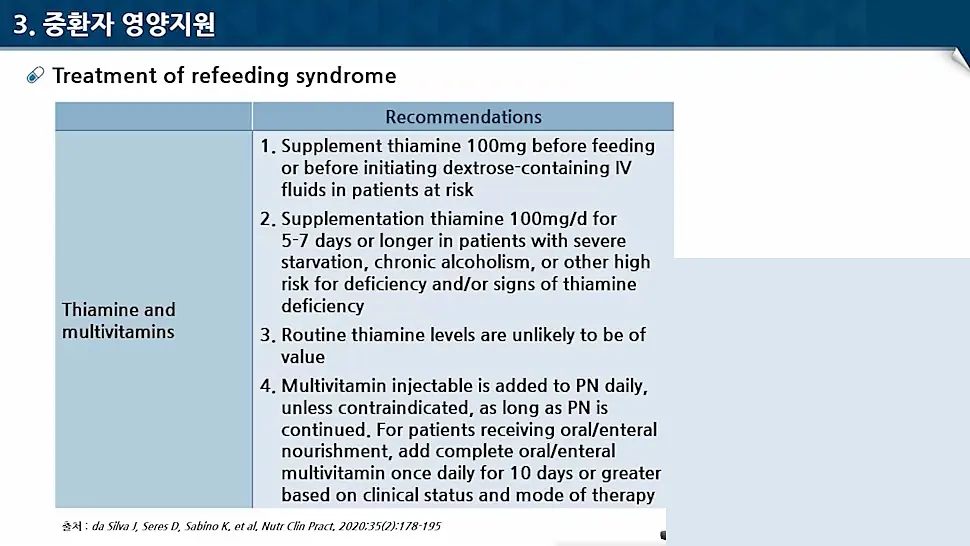 3. 중환자 영양지원
Treatment of refeeding syndrome
Recommendations
Thiamine and
multivitamins
1. Supplement thiamine 100mg before feeding
or before initiating dextrose-containing IV
fluids in patients at risk
2. Supplementation thiamine 100mg/d for
5-7 days or longer in patients with severe
starvation, chronic alcoholism, or other high
risk for deficiency and/or signs of thiamine
deficiency
3. Routine thiamine levels are unlikely to be of
value
4. Multivitamin injectable is added to PN daily,
unless contraindicated, as long as PN is
continued. For patients receiving oral/enteral
nourishment, add complete oral/enteral
multivitamin once daily for 10 days or greater
based on clinical status and mode of therapy
출처 : da Silva J, Seres D, Sabino K, et al, Nutr Clin Pract, 2020:35(2):178-195